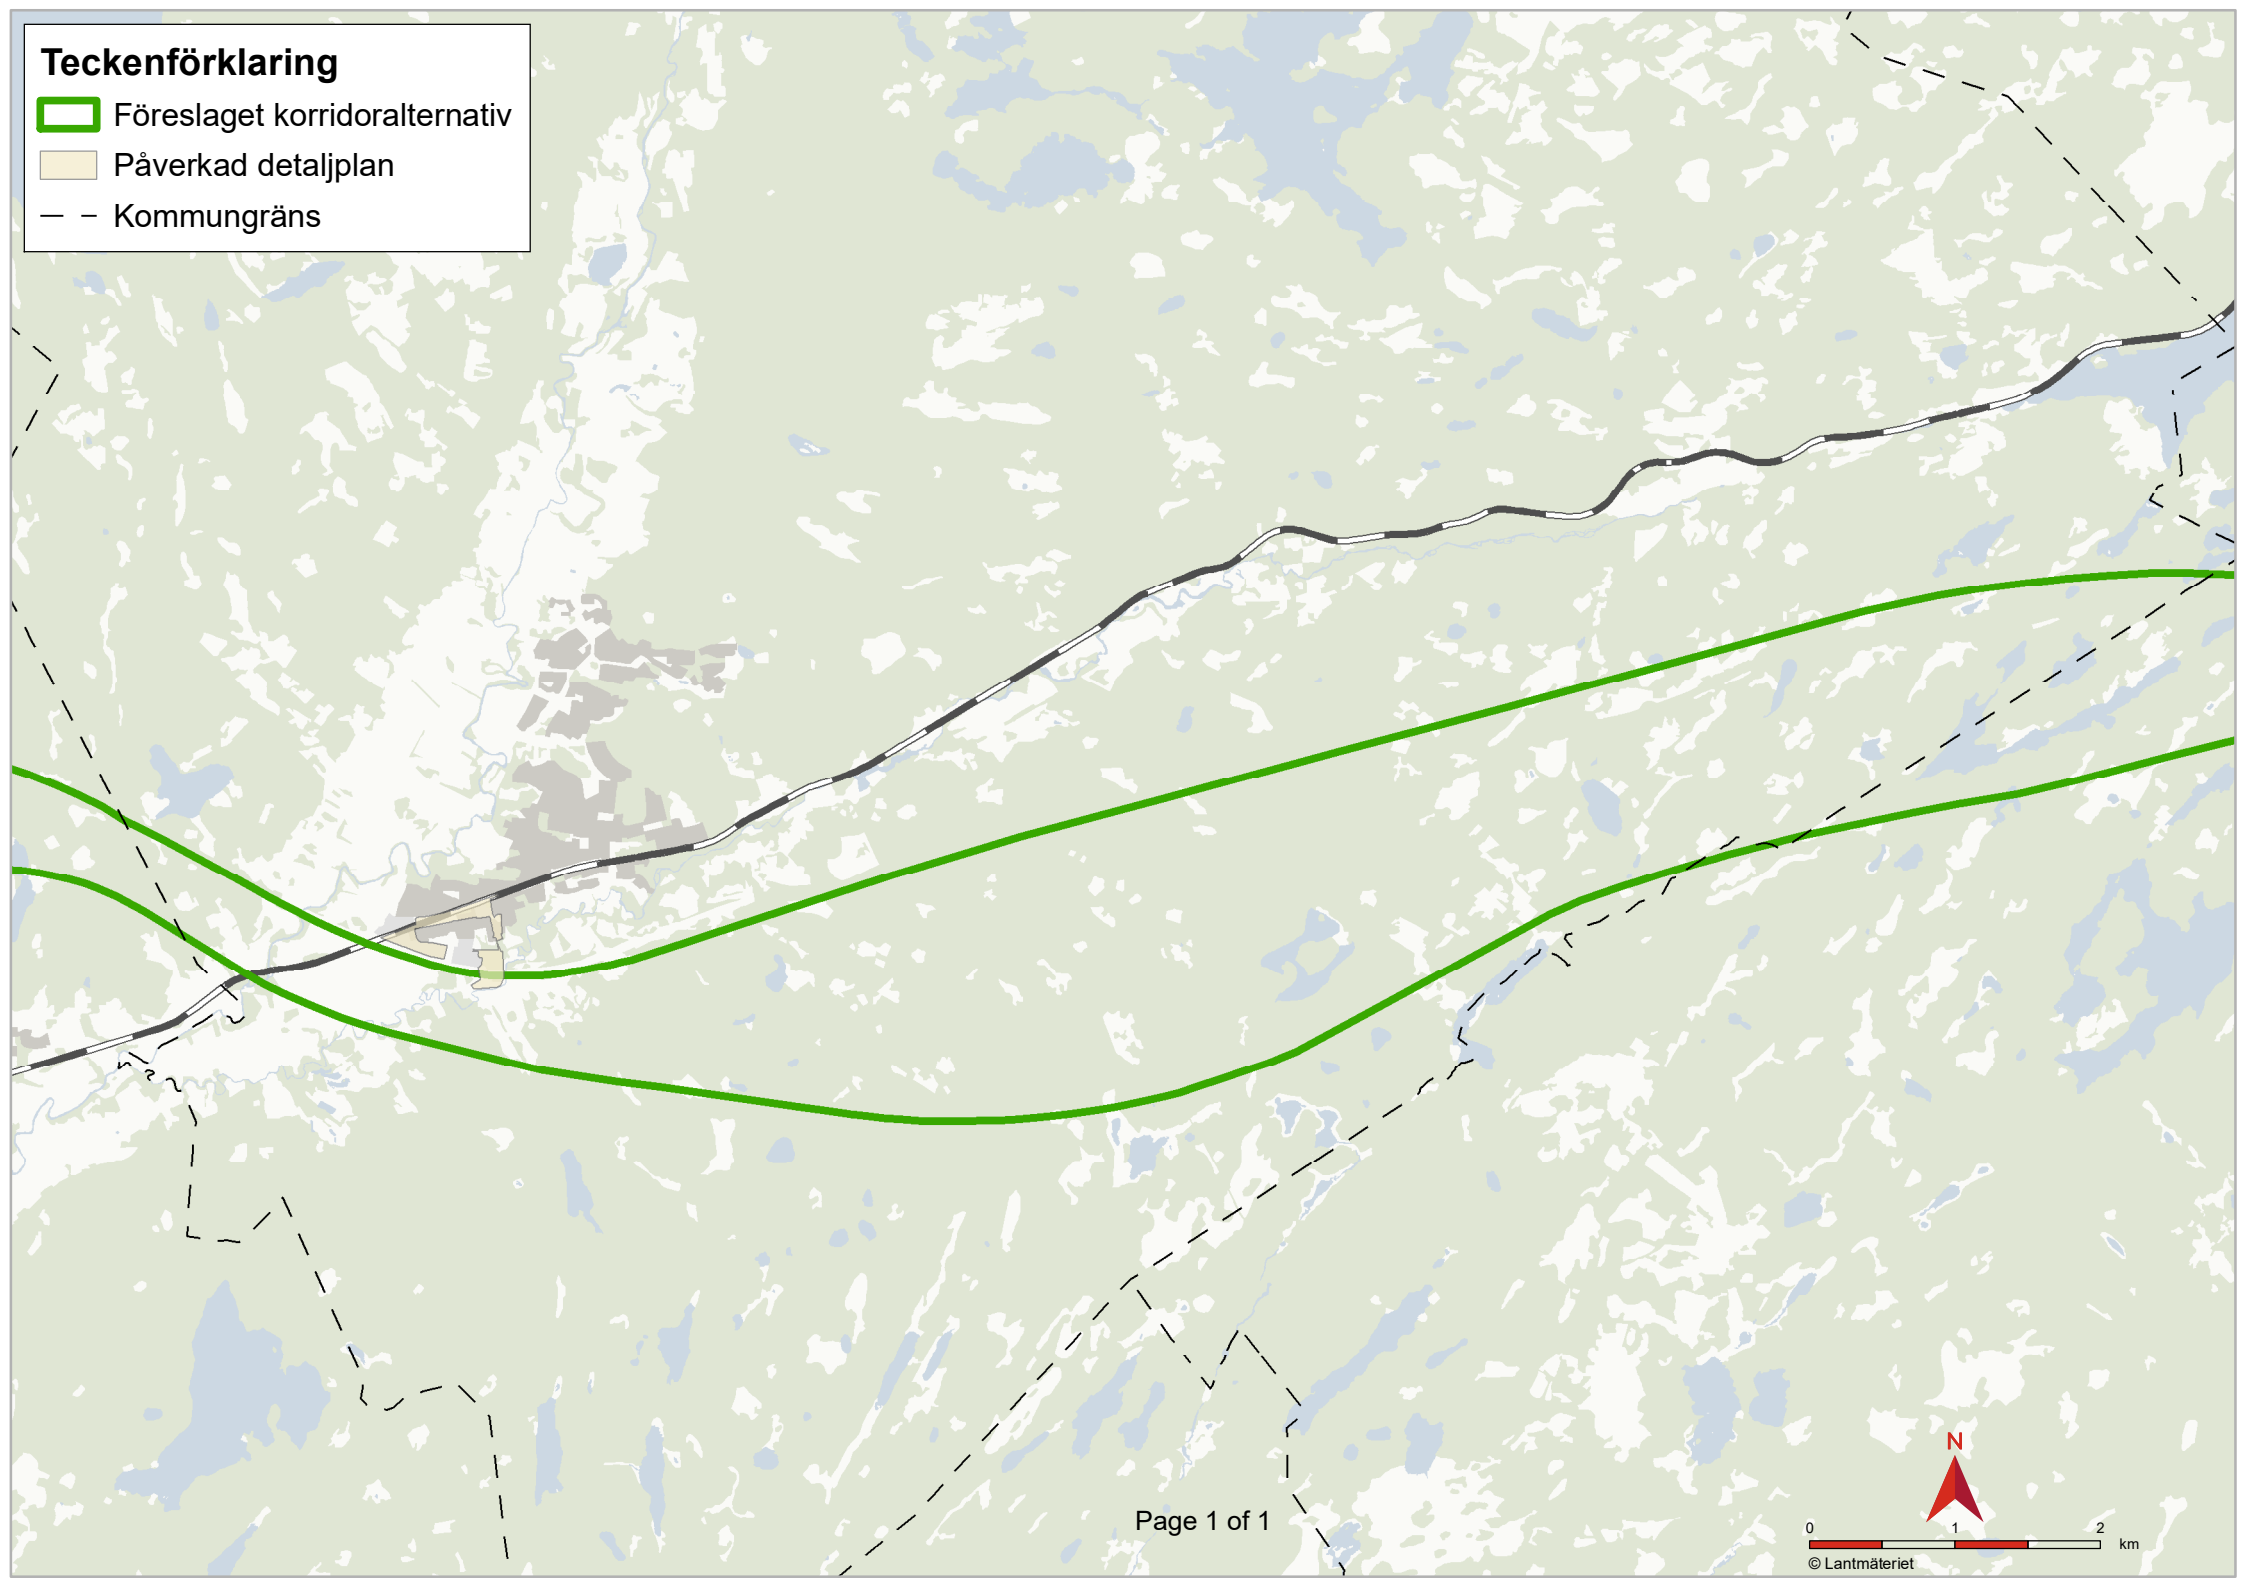 Teckenförklaring
Föreslaget korridoralternativ
Påverkad detaljplan
Kommungräns
Page 1 of 1
N
0 1 2
km
© Lantmäteriet